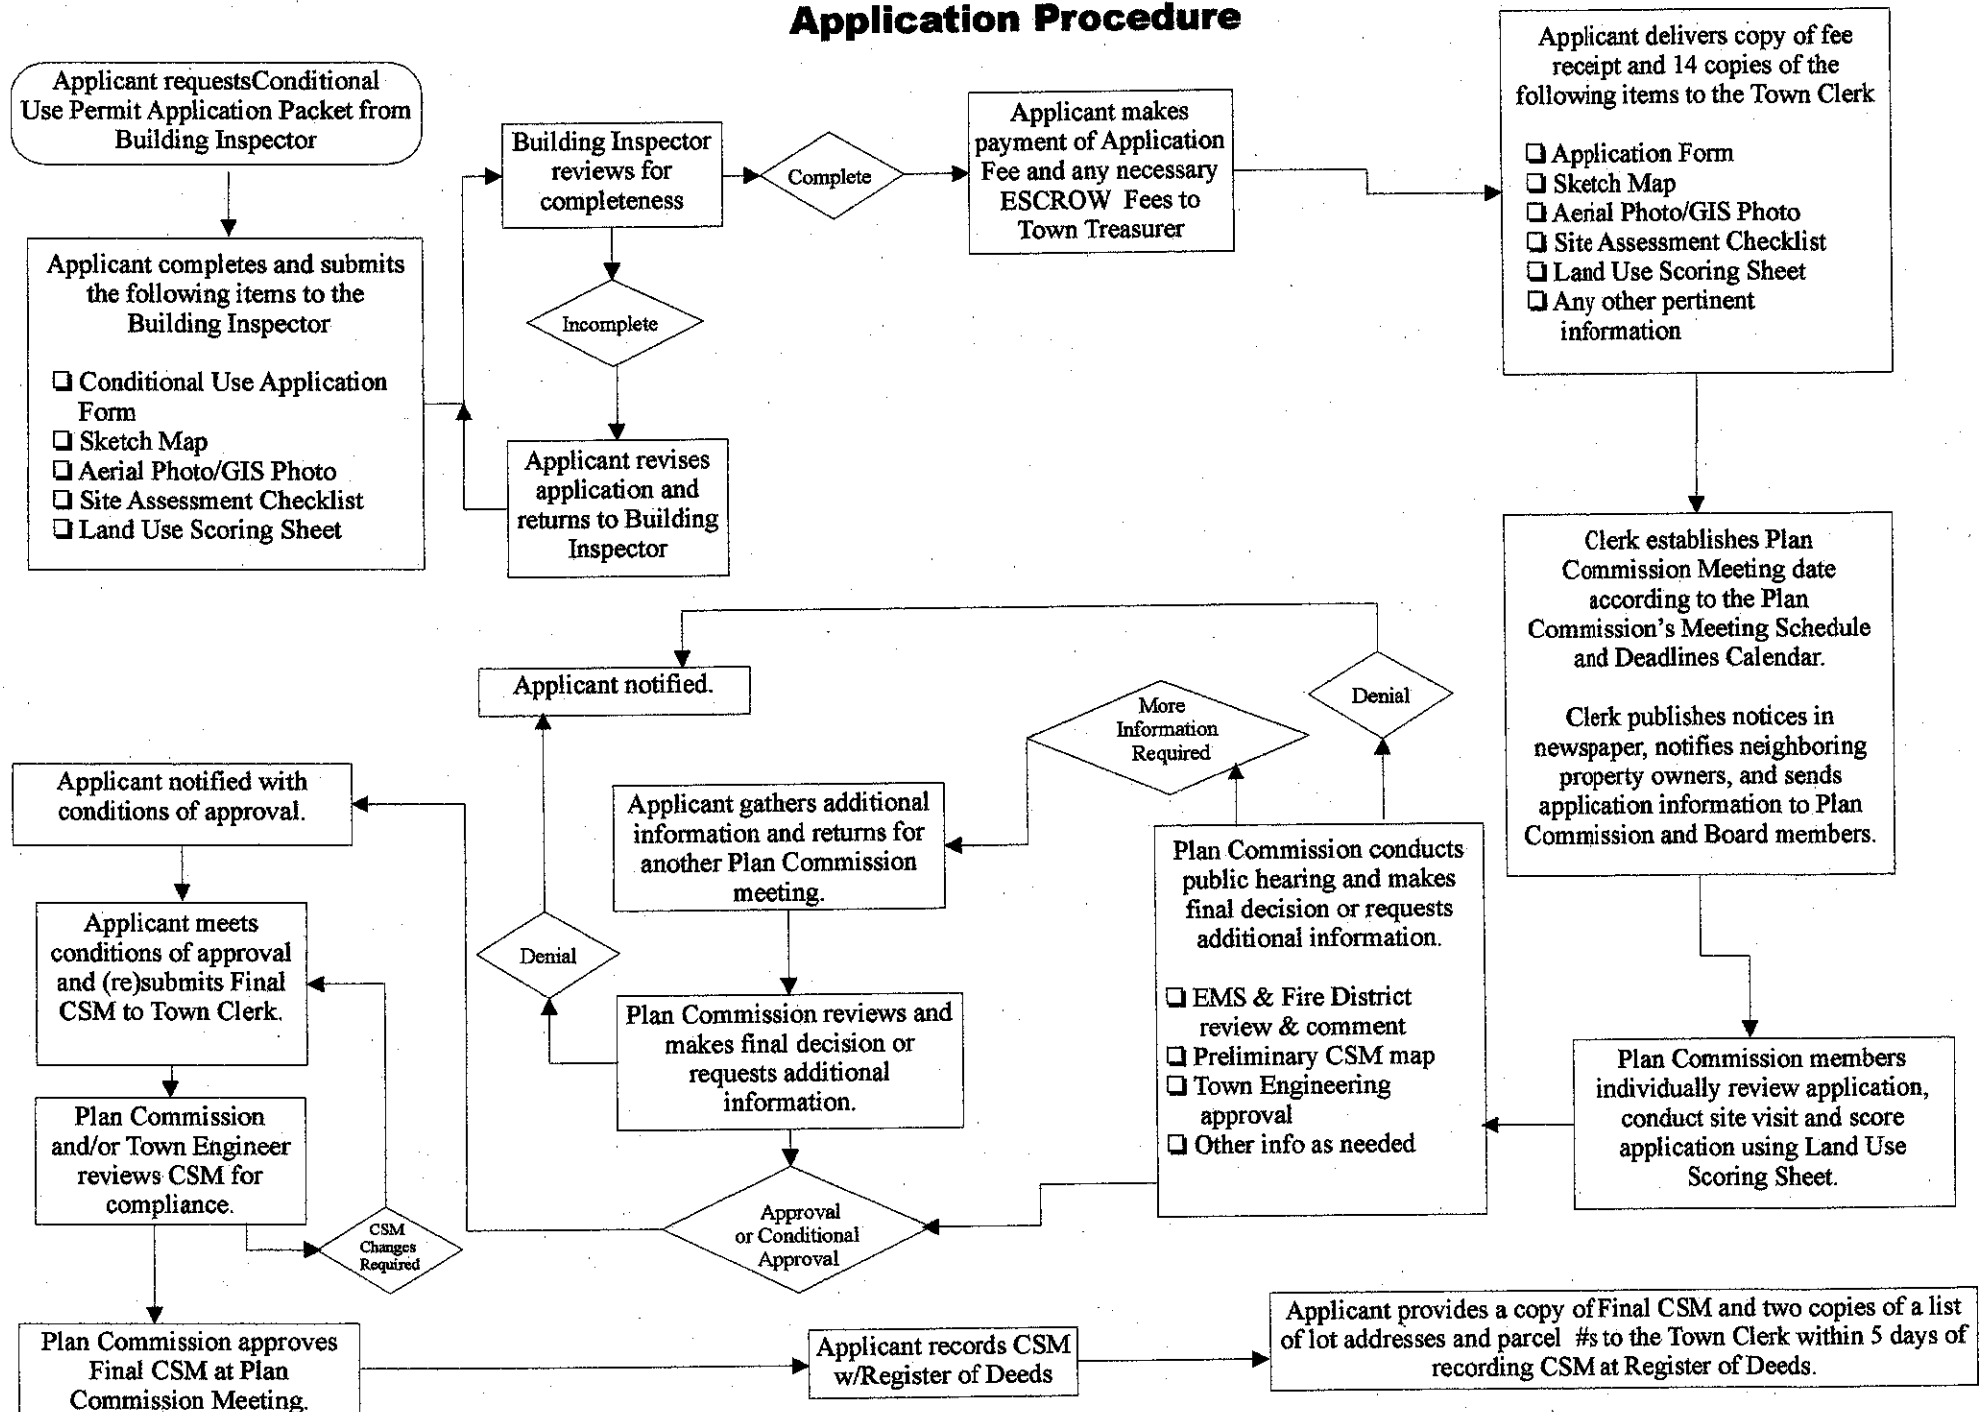 Application Procedure
Applicant requestsConditional
Use Permit Application Packet from
Building Inspector
Applicant completes and submits
the following items to the
Building Inspector
❑ Conditional Use Application
Form
❑ Sketch Map
❑ Aerial Photo/GIS Photo
❑ Site Assessment Checklist
❑ Land Use Scoring Sheet
Building Inspector
reviews for
completeness
Complete
Incomplete
Applicant revises
application and
returns to Building
Inspector
Applicant makes
payment of Application
Fee and any necessary
ESCROW Fees to
Town Treasurer
Applicant delivers copy of fee
receipt and 14 copies of the
following items to the Town Clerk
❑ Application Form
❑ Sketch Map
❑ Aerial Photo/GIS Photo
❑ Site Assessment Checklist
❑ Land Use Scoring Sheet
❑ Any other pertinent
information
Clerk establishes Plan
Commission Meeting date
according to the Plan
Commission's Meeting Schedule
and Deadlines Calendar.
Clerk publishes notices in
newspaper, notifies neighboring
property owners, and sends
application information to Plan
Commission and Board members.
Plan Commission members
individually review application,
conduct site visit and score
application using Land Use
Scoring Sheet.
Plan Commission conducts
public hearing and makes
final decision or requests
additional information.
❑ EMS & Fire District
review & comment
❑ Preliminary CSM map
❑ Town Engineering
approval
❑ Other info as needed
Denial
More
Information
Required
Applicant notified.
Applicant gathers additional
information and returns for
another Plan Commission
meeting.
Denial
Plan Commission reviews and
makes final decision or
requests additional
information.
Approval
or Conditional
Approval
Applicant notified with
conditions of approval.
Applicant meets
conditions of approval
and (re)submits Final
CSM to Town Clerk.
Plan Commission
and/or Town Engineer
reviews CSM for
compliance.
CSM
Changes
Required
Plan Commission approves
Final CSM at Plan
Commission Meeting.
Applicant records CSM
w/Register of Deeds
Applicant provides a copy of Final CSM and two copies of a list
of lot addresses and parcel #s to the Town Clerk within 5 days of
recording CSM at Register of Deeds.